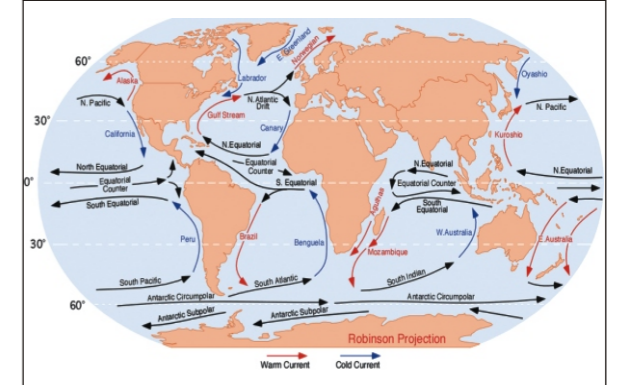 E. Greenland
Norwegian
60°
Alaska
Labrador
Oyashio
N. Pacific
N. Atlantic
Drift
N. Pacific
Gulf Stream
30°
California
Canary
Kuroshio
N.Equatorial
North Equatorial
Equatorial
Counter
N.Equatorial
N.Equatorial
0°
Equatorial
Counter
S. Equatorial
Equatorial Counter
South Equatorial
South
Equatorial
Agulhas
Peru
Brazil
Benguela
W.Australia
E.Australia
30°
Mozambique
South Pacific
South Atlantic
South Indian
Antarctic Circumpolar
Antarctic Circumpolar
60°
Antarctic Subpolar
Antarctic Subpolar
Robinson Projection
Warm Current
Cold Current